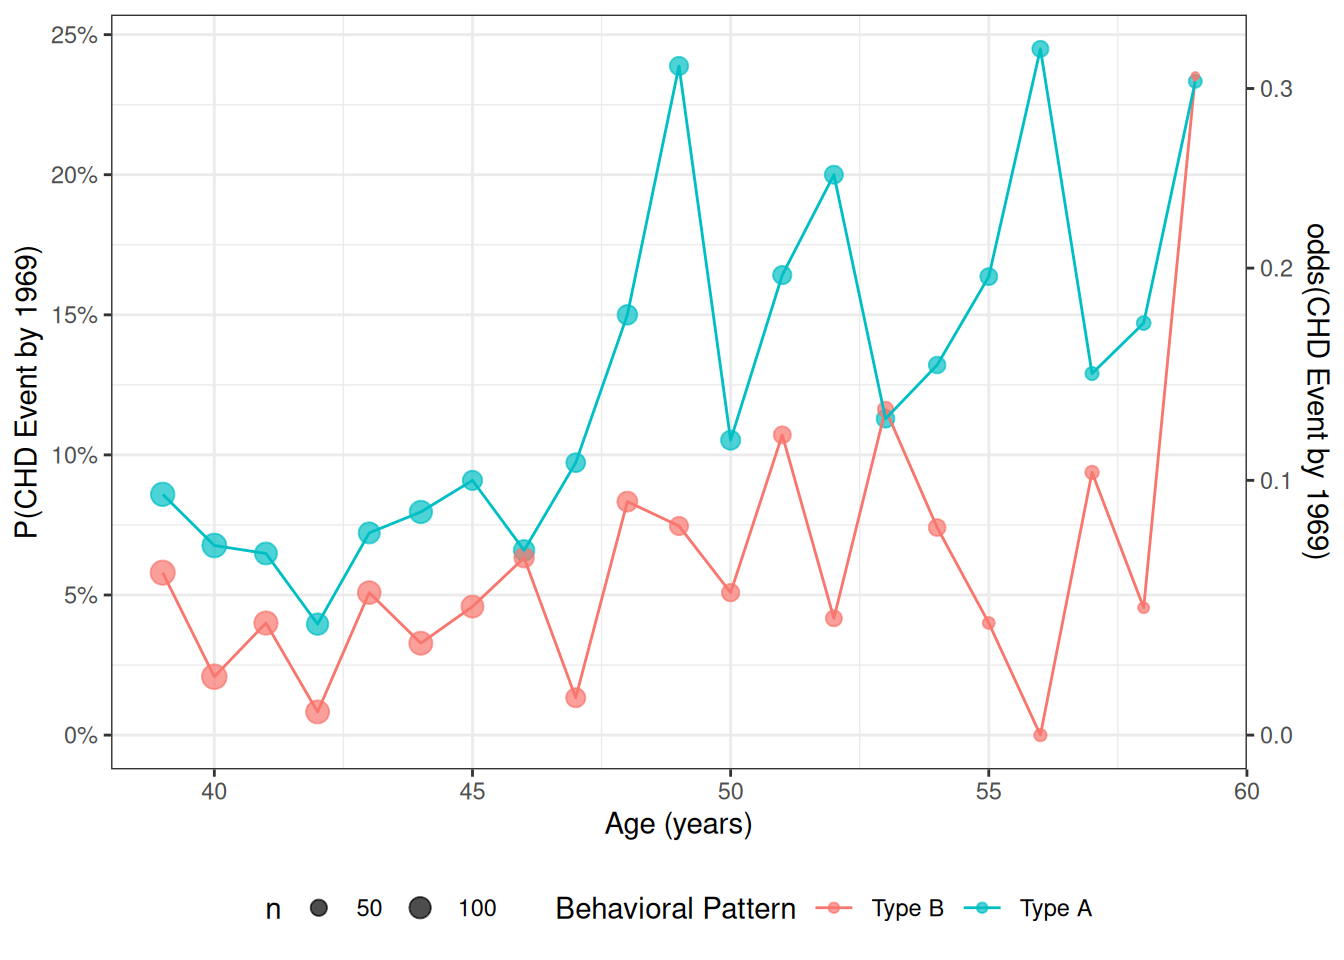 25%
20%
15%
10%
5%
0%
P(CHD Event by 1969)
0.3
0.2
0.1
0.0
odds(CHD Event by 1969)
40 45 50 55 60
Age (years)
n 50 100 Behavioral Pattern Type B Type A